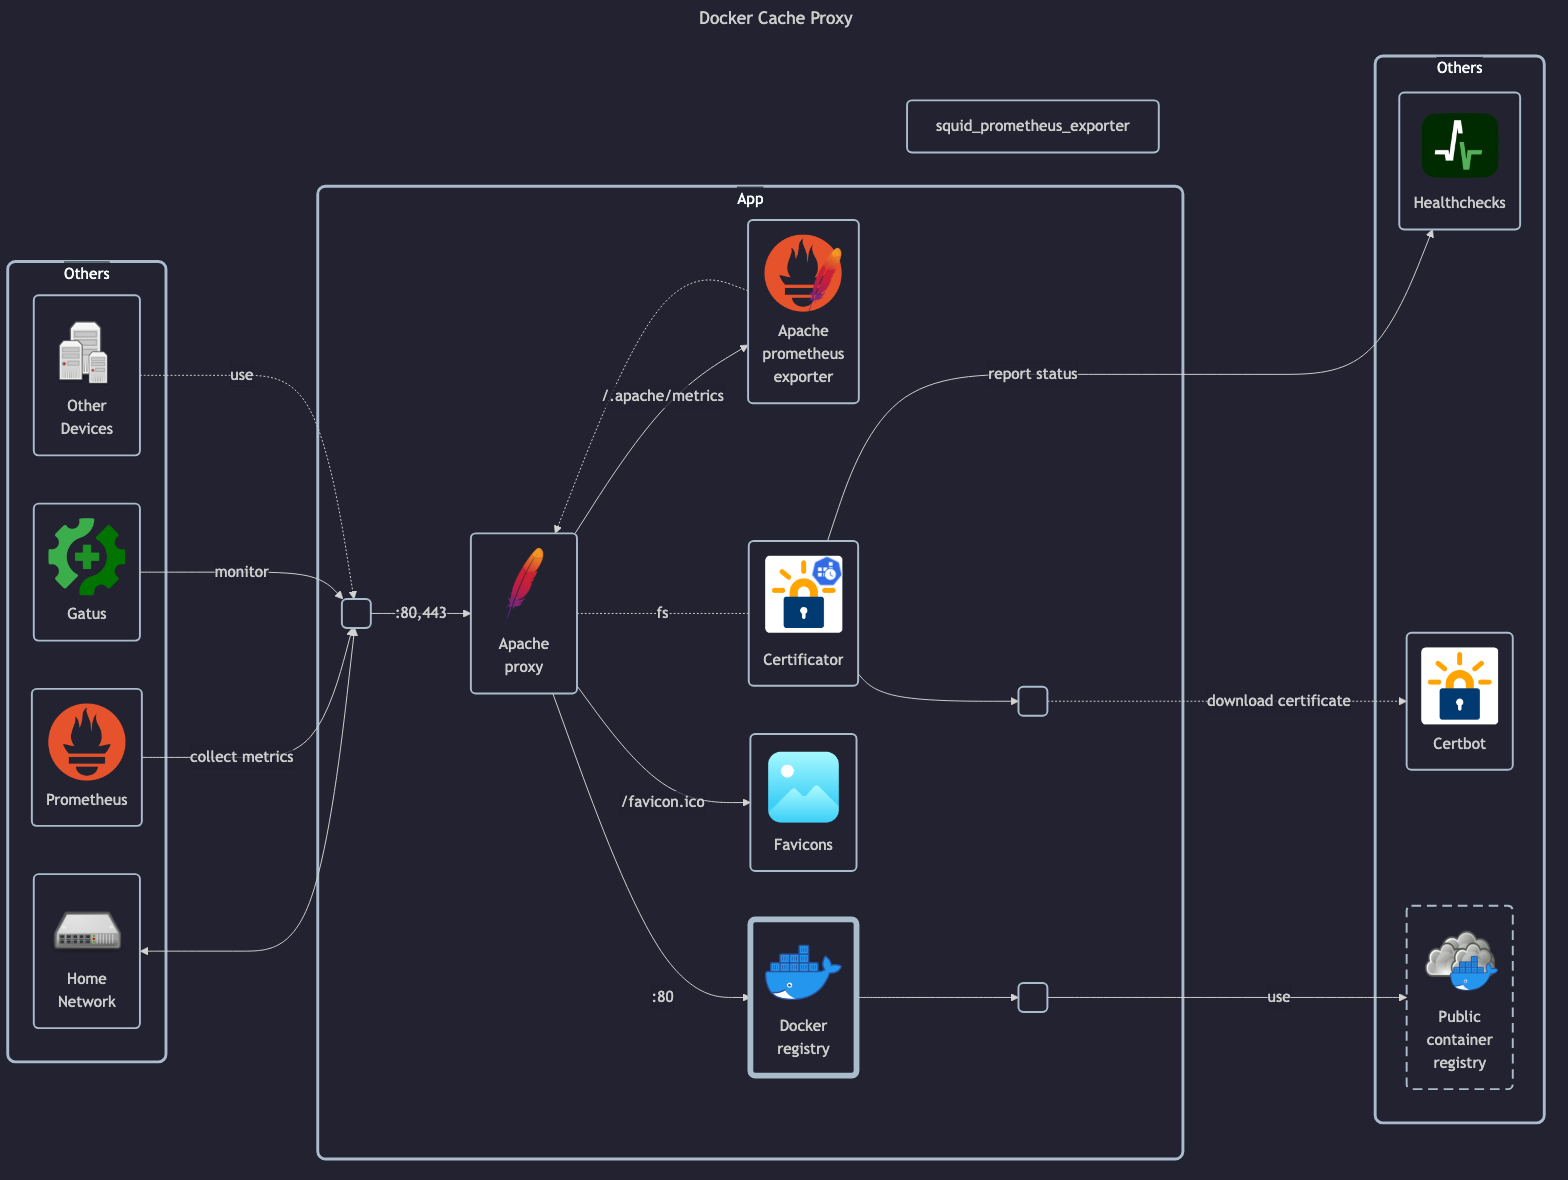 Docker Cache Proxy
Others
Other
Devices
Gatus
Prometheus
Home
Network
use
monitor
collect metrics
squid_prometheus_exporter
App
:80,443
Apache
proxy
/.apache/metrics
fs
/favicon.ico
:80
Apache
prometheus
exporter
Certificator
Favicons
Docker
registry
report status
download certificate
use
Others
Healthchecks
Certbot
Public
container
registry